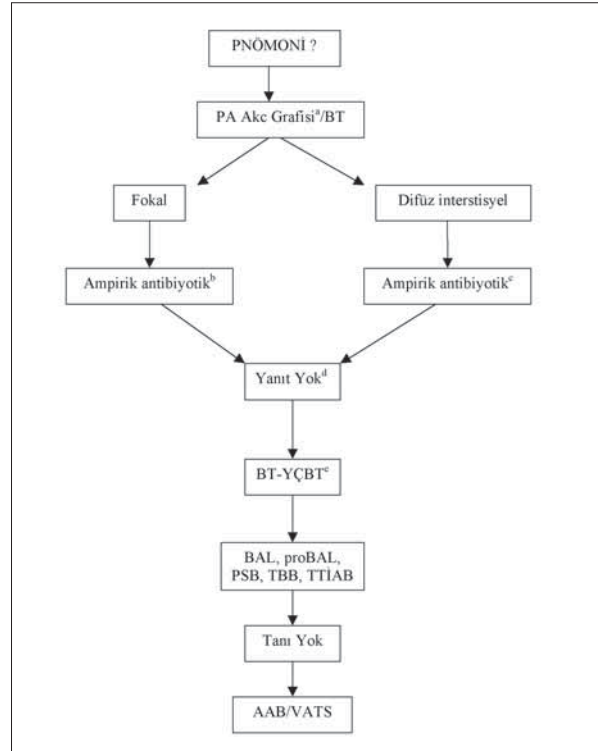 PNÖMONİ ?
PA Akc Grafisiᵃ/BT
Fokal
Difüz interstisyel
Ampirik antibiyotikᵇ
Ampirik antibiyotikᶜ
Yanıt Yokᵈ
BT-YÇBTᵉ
BAL, proBAL,
PSB, TBB, TTİAB
Tanı Yok
AAB/VATS